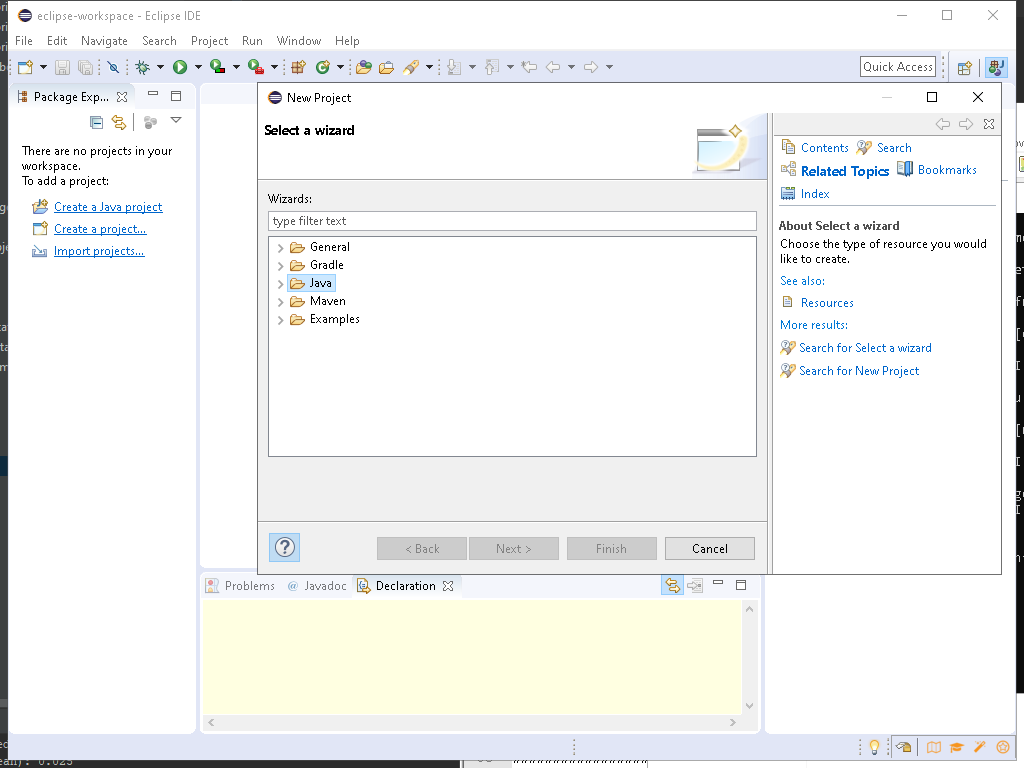 eclipse-workspace - Eclipse IDE
File Edit Navigate Search Project Run Window Help
Quick Access
Package Exp...
There are no projects in your
workspace.
To add a project:
Create a Java project
Create a project...
Import projects...
New Project
Select a wizard
Wizards:
type filter text
General
Gradle
Java
Maven
Examples
< Back Next > Finish Cancel
Contents Search
Related Topics Bookmarks
Index
About Select a wizard
Choose the type of resource you would
like to create.
See also:
Resources
More results:
Search for Select a wizard
Search for New Project
Problems @ Javadoc Declaration